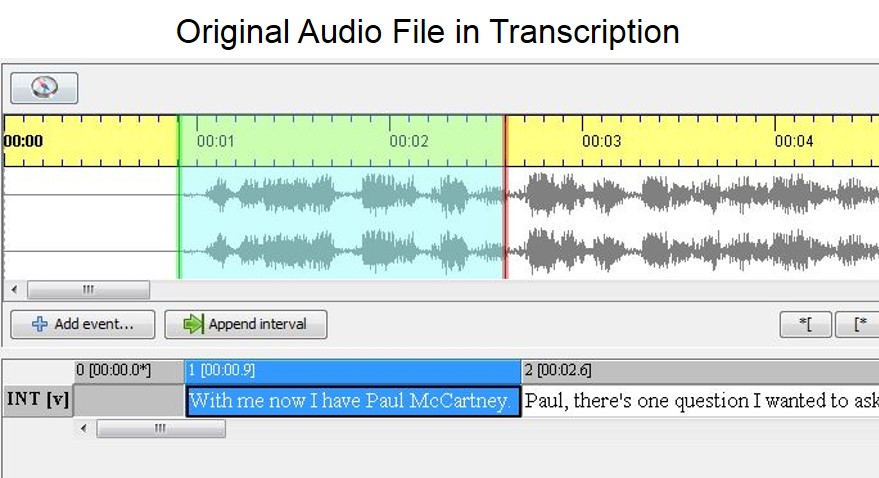 Original Audio File in Transcription
00:00 00:01 00:02 00:03 00:04
Add event... Append interval *[ [*
0 [00:00.0*] 1 [00:00.9] 2 [00:02.6]
INT [v] With me now I have Paul McCartney. Paul, there's one question I wanted to ask